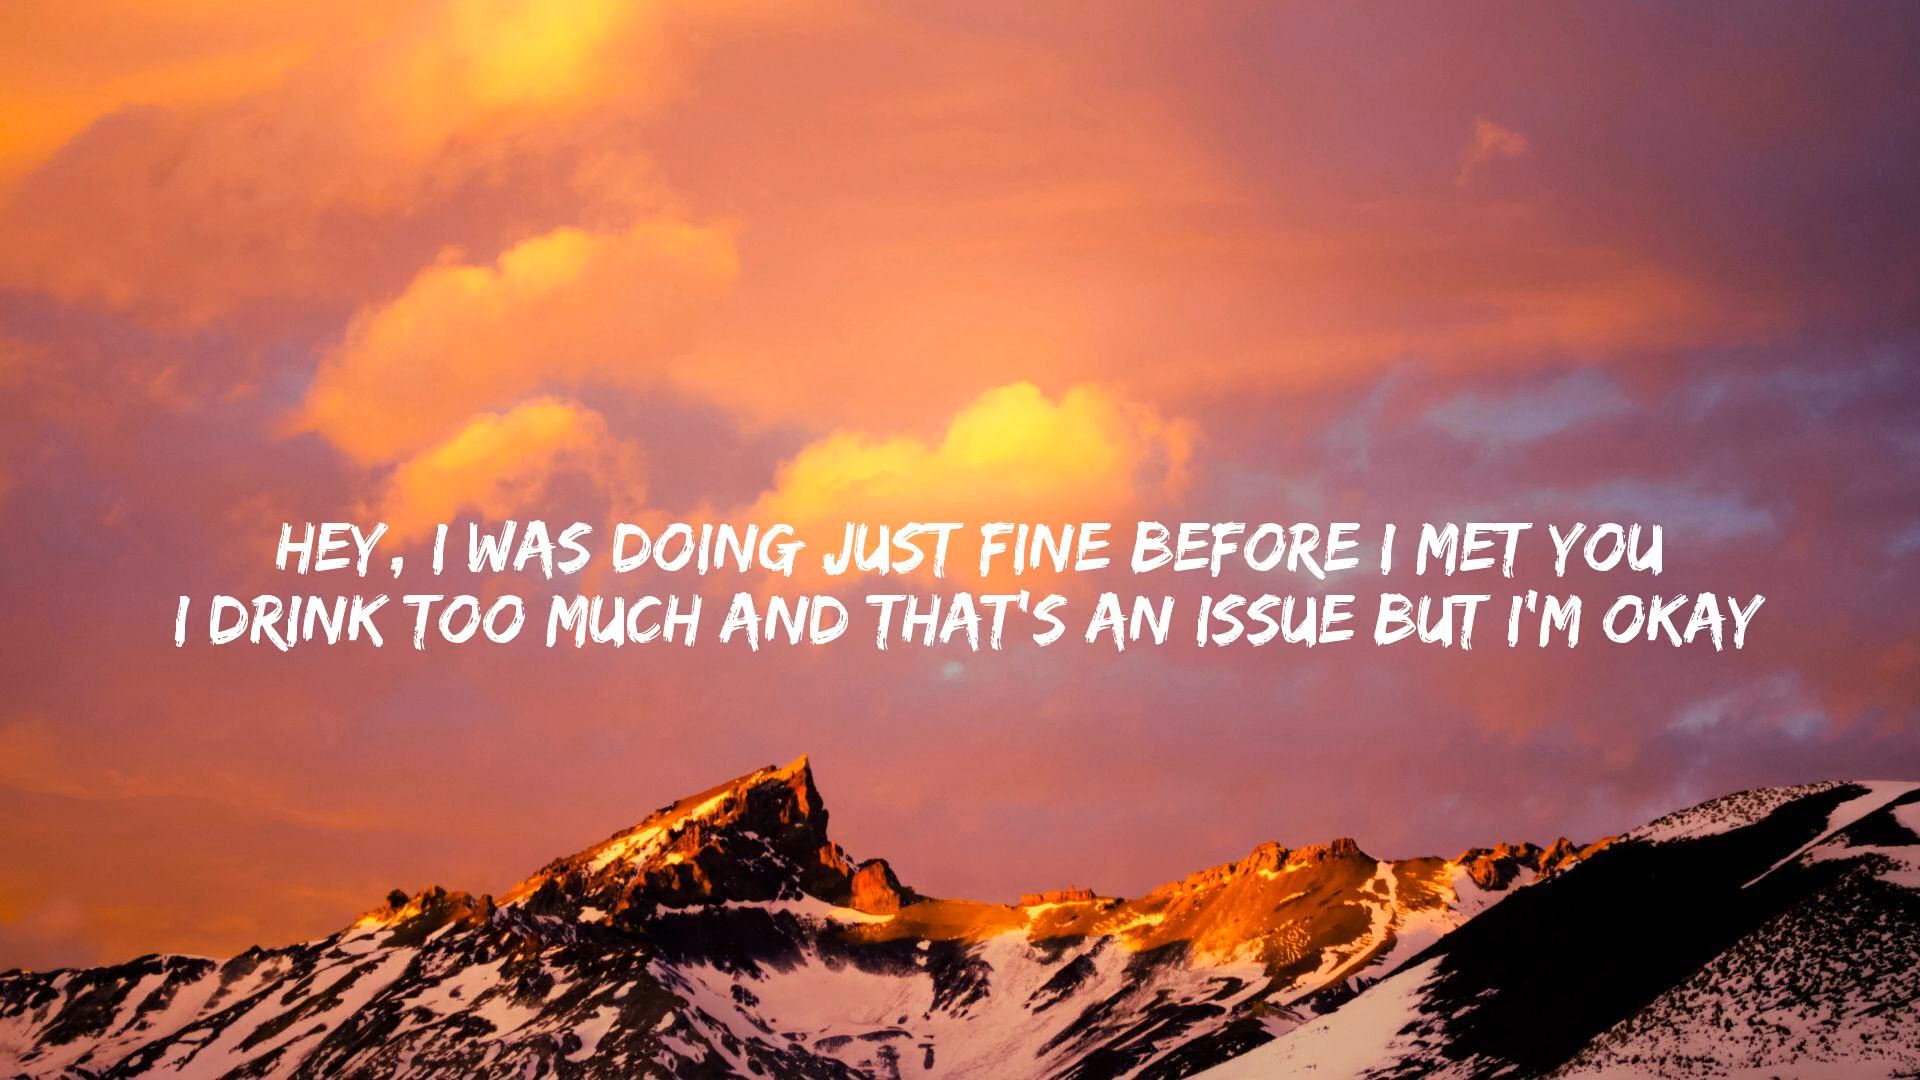 HEY, I WAS DOING JUST FINE BEFORE I MET YOU
I DRINK TOO MUCH AND THAT'S AN ISSUE BUT I'M OKAY